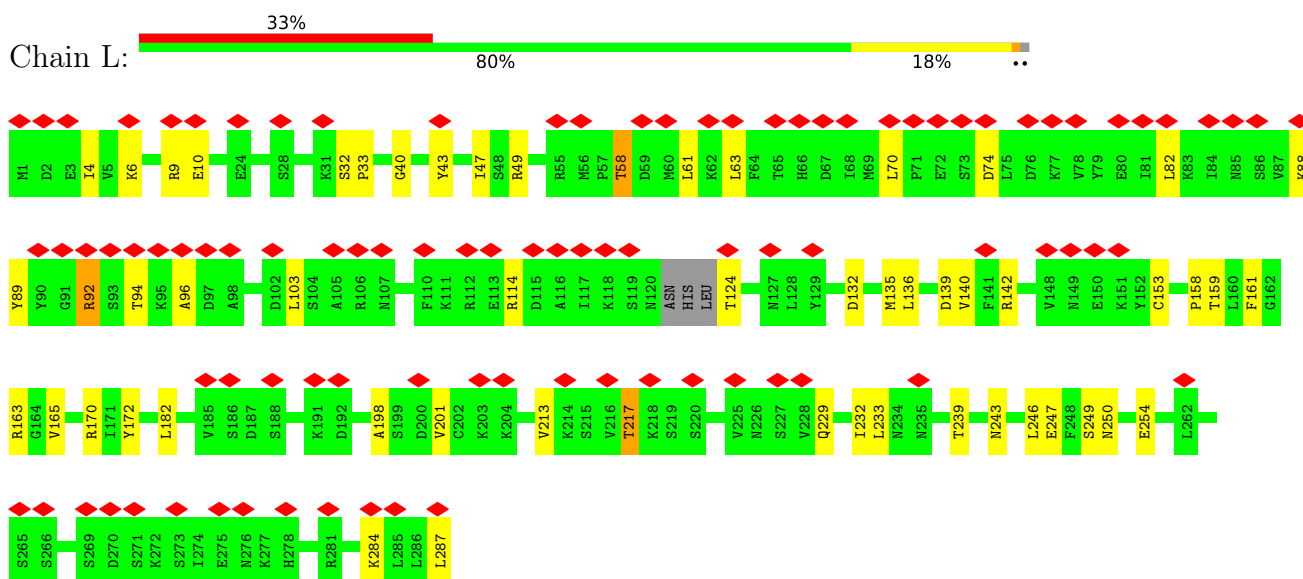 33%
Chain L:
80% 18% ••
M1 D2 E3 I4 V5 K6 R9 E10 E24 S28 K31 S32 P33 G40 Y43 I47 S48 R49 R55 M56 P57 T58 D59 M60 L61 K62 L63 F64 T65 H66 D67 I68 M69 L70 P71 E72 S73 D74 L75 D76 K77 V78 Y79 E80 I81 L82 K83 I84 N85 S86 V87 K88
Y89 Y90 G91 R92 S93 T94 K95 A96 D97 A98 D102 L103 S104 A105 R106 N107 F110 K111 R112 E113 R114 D115 A116 I117 K118 S119 N120 ASN HIS LEU T124 N127 L128 Y129 D132 M135 L136 D139 V140 F141 R142 V148 N149 E150 K151 Y152 C153 P158 T159 L160 F161 G162
R163 G164 V165 R170 I171 Y172 L182 V185 S186 D187 S188 K191 D192 A198 S199 D200 V201 C202 K203 K204 V213 K214 S215 V216 T217 K218 S219 S220 V225 N226 S227 V228 Q229 I232 L233 N234 N235 T239 N243 L246 E247 F248 S249 N250 E254 L262
S265 S266 S269 D270 S271 K272 S273 I274 E275 N276 K277 H278 R281 K284 L285 L286 L287